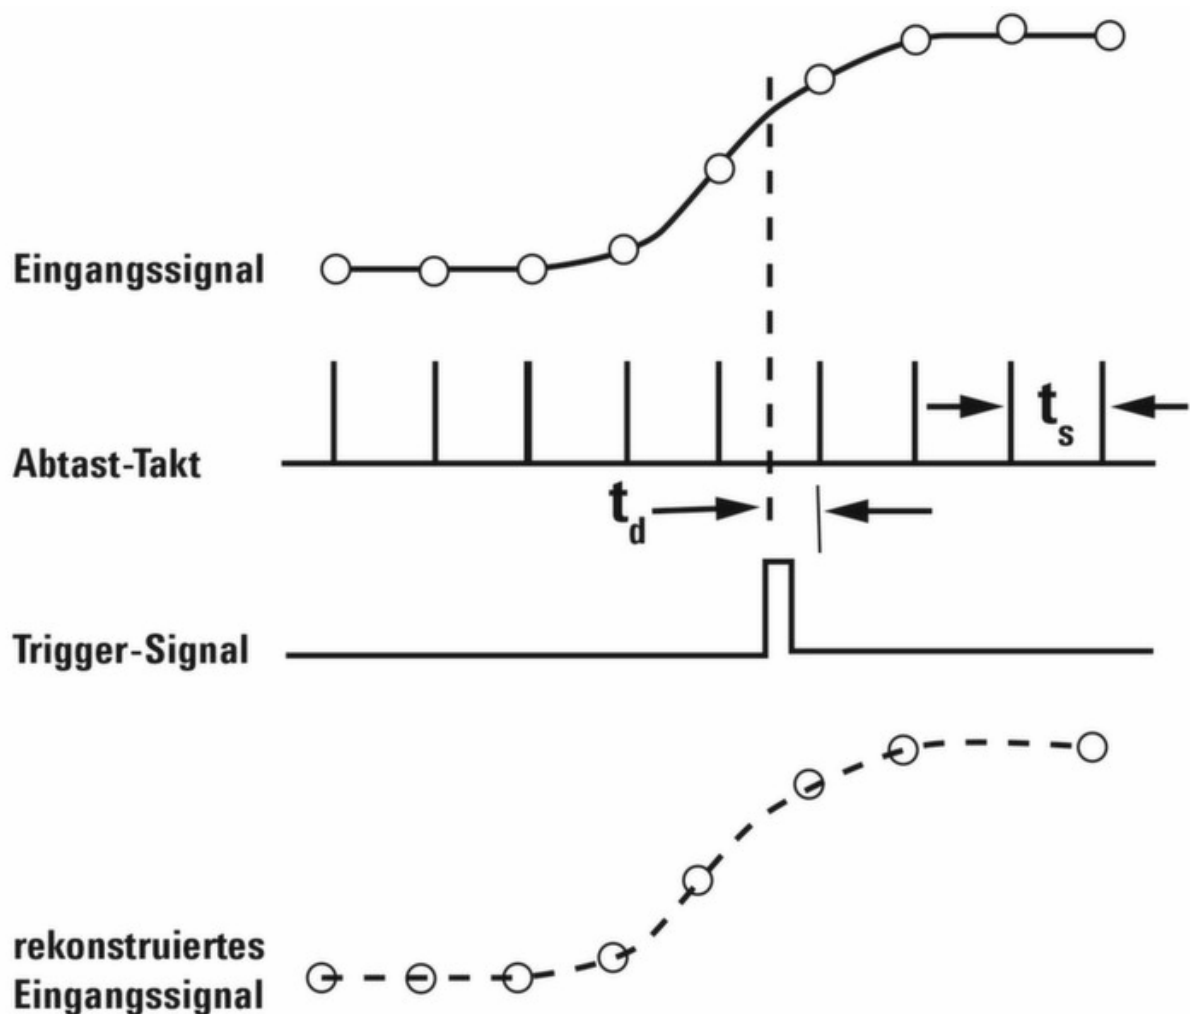 Eingangssignal
t_s
Abtast-Takt
t_d
Trigger-Signal
rekonstruiertes
Eingangssignal